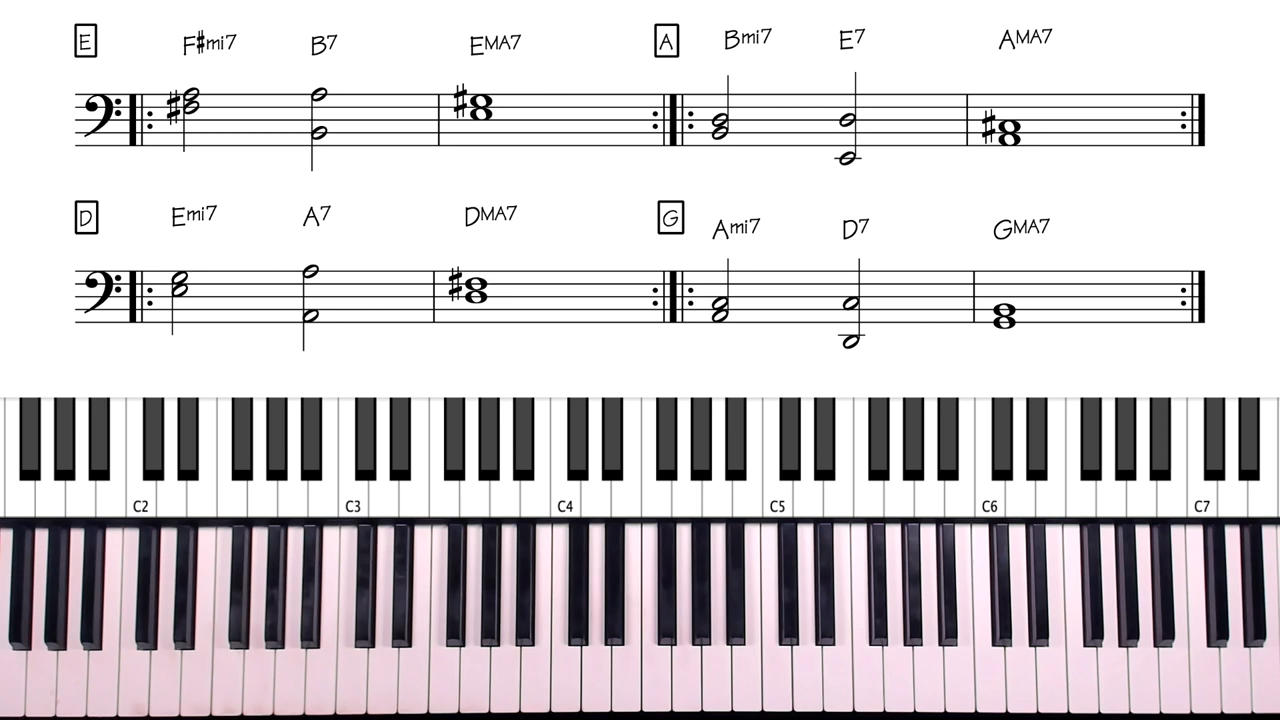 E F#mi7 B7 EMA7 A Bmi7 E7 AMA7
D Emi7 A7 DMA7 G Ami7 D7 GMA7
C2 C3 C4 C5 C6 C7